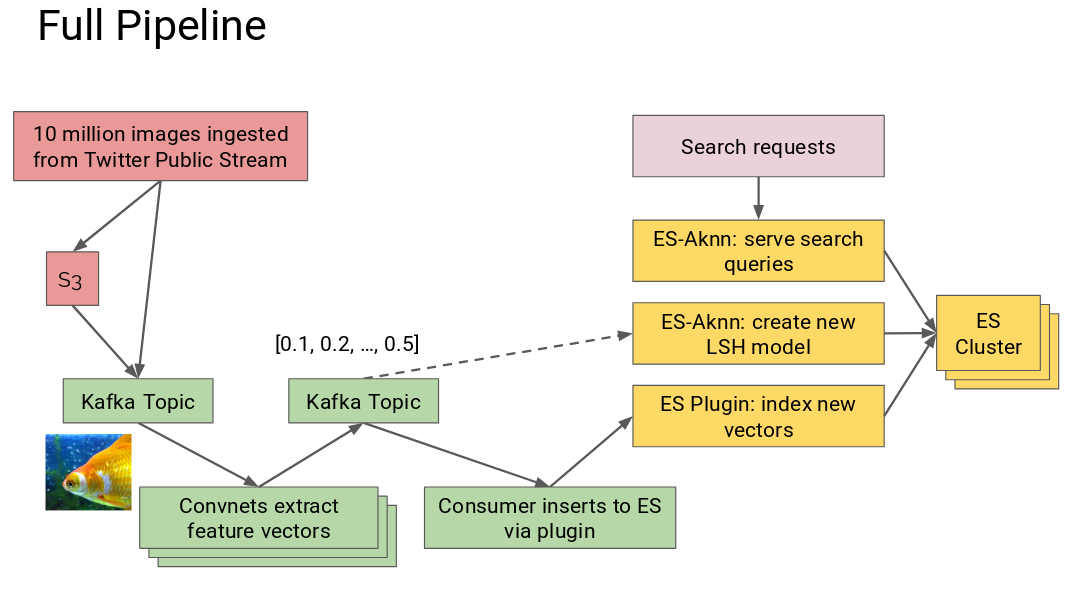 Full Pipeline
10 million images ingested
from Twitter Public Stream
Search requests
S3
ES-Aknn: serve search
queries
[0.1, 0.2, ..., 0.5]
ES-Aknn: create new
LSH model
ES
Cluster
Kafka Topic
Kafka Topic
ES Plugin: index new
vectors
Convnets extract
feature vectors
Consumer inserts to ES
via plugin